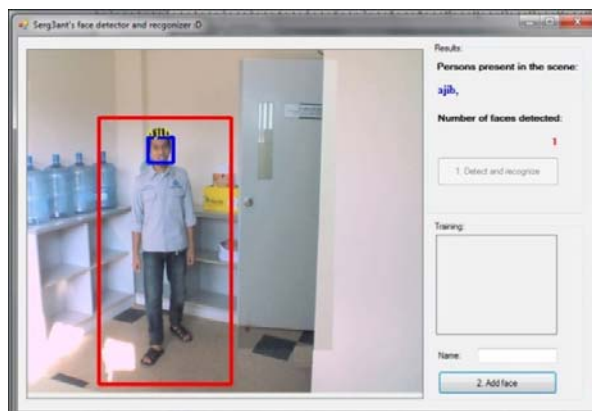 Serg3ant's face detector and recgonizer :D
Results:
Persons present in the scene:
ajib,
Number of faces detected:
1
1. Detect and recognize
ajib
Training:
Name:
2. Add face